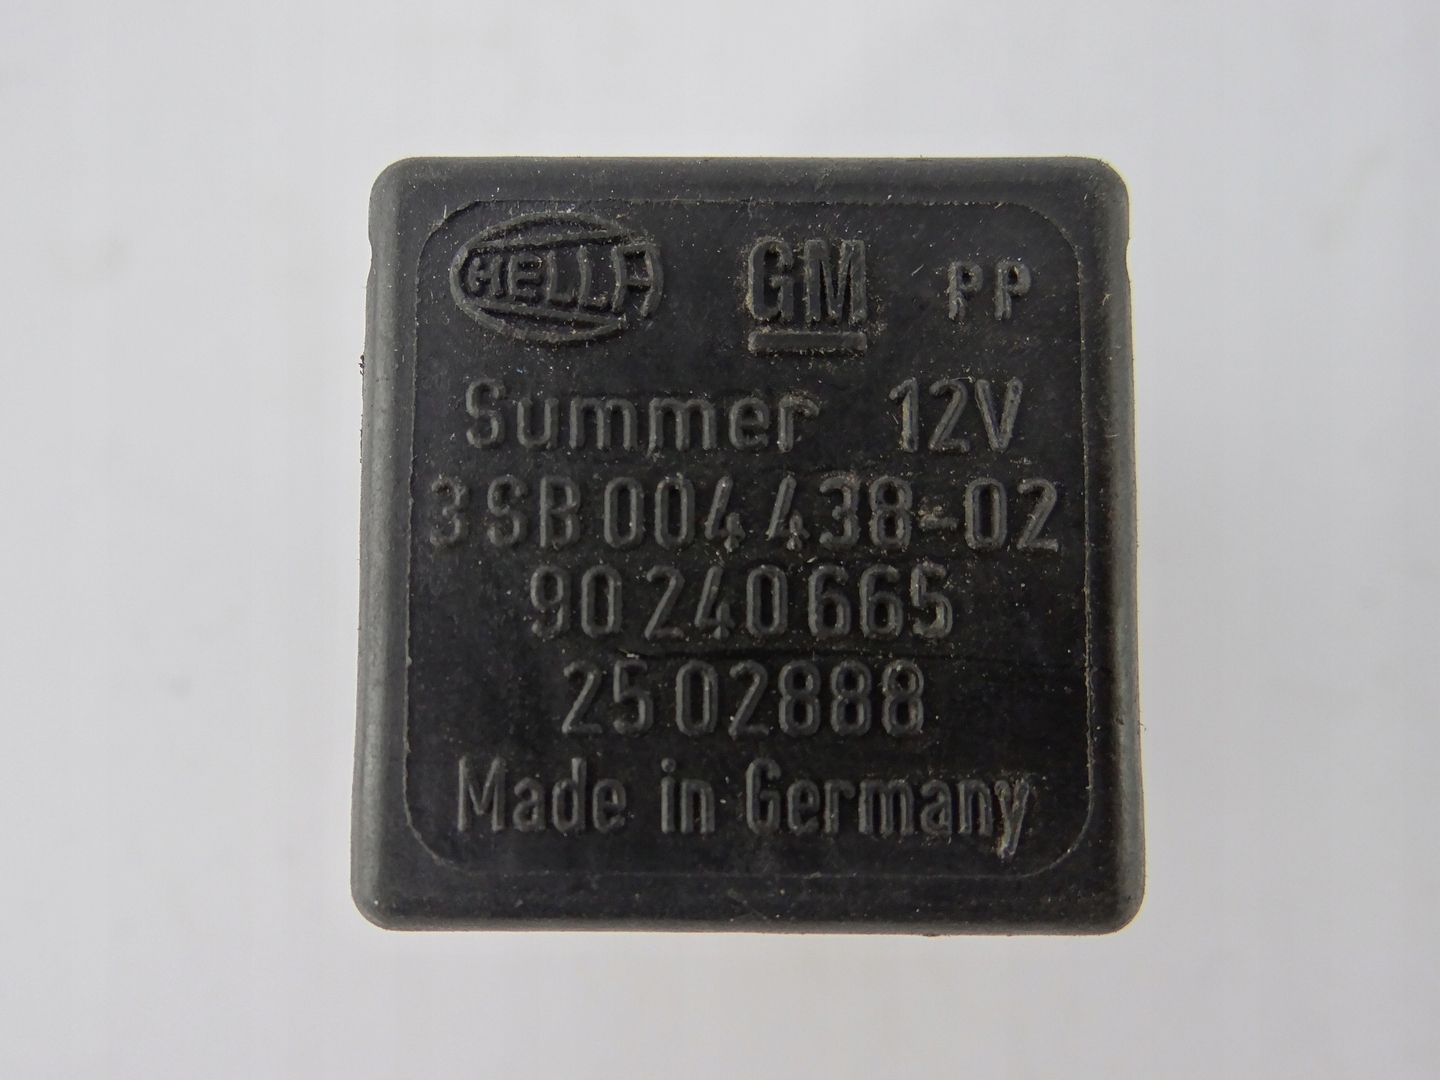 HELLA GM PP
Summer 12V
3SB 004 438-02
90 240 665
25 02888
Made in Germany